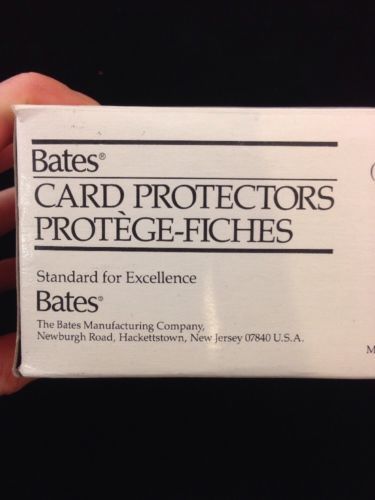 Bates®
CARD PROTECTORS
PROTÈGE-FICHES
Standard for Excellence
Bates®
The Bates Manufacturing Company,
Newburgh Road, Hackettstown, New Jersey 07840 U.S.A.
M